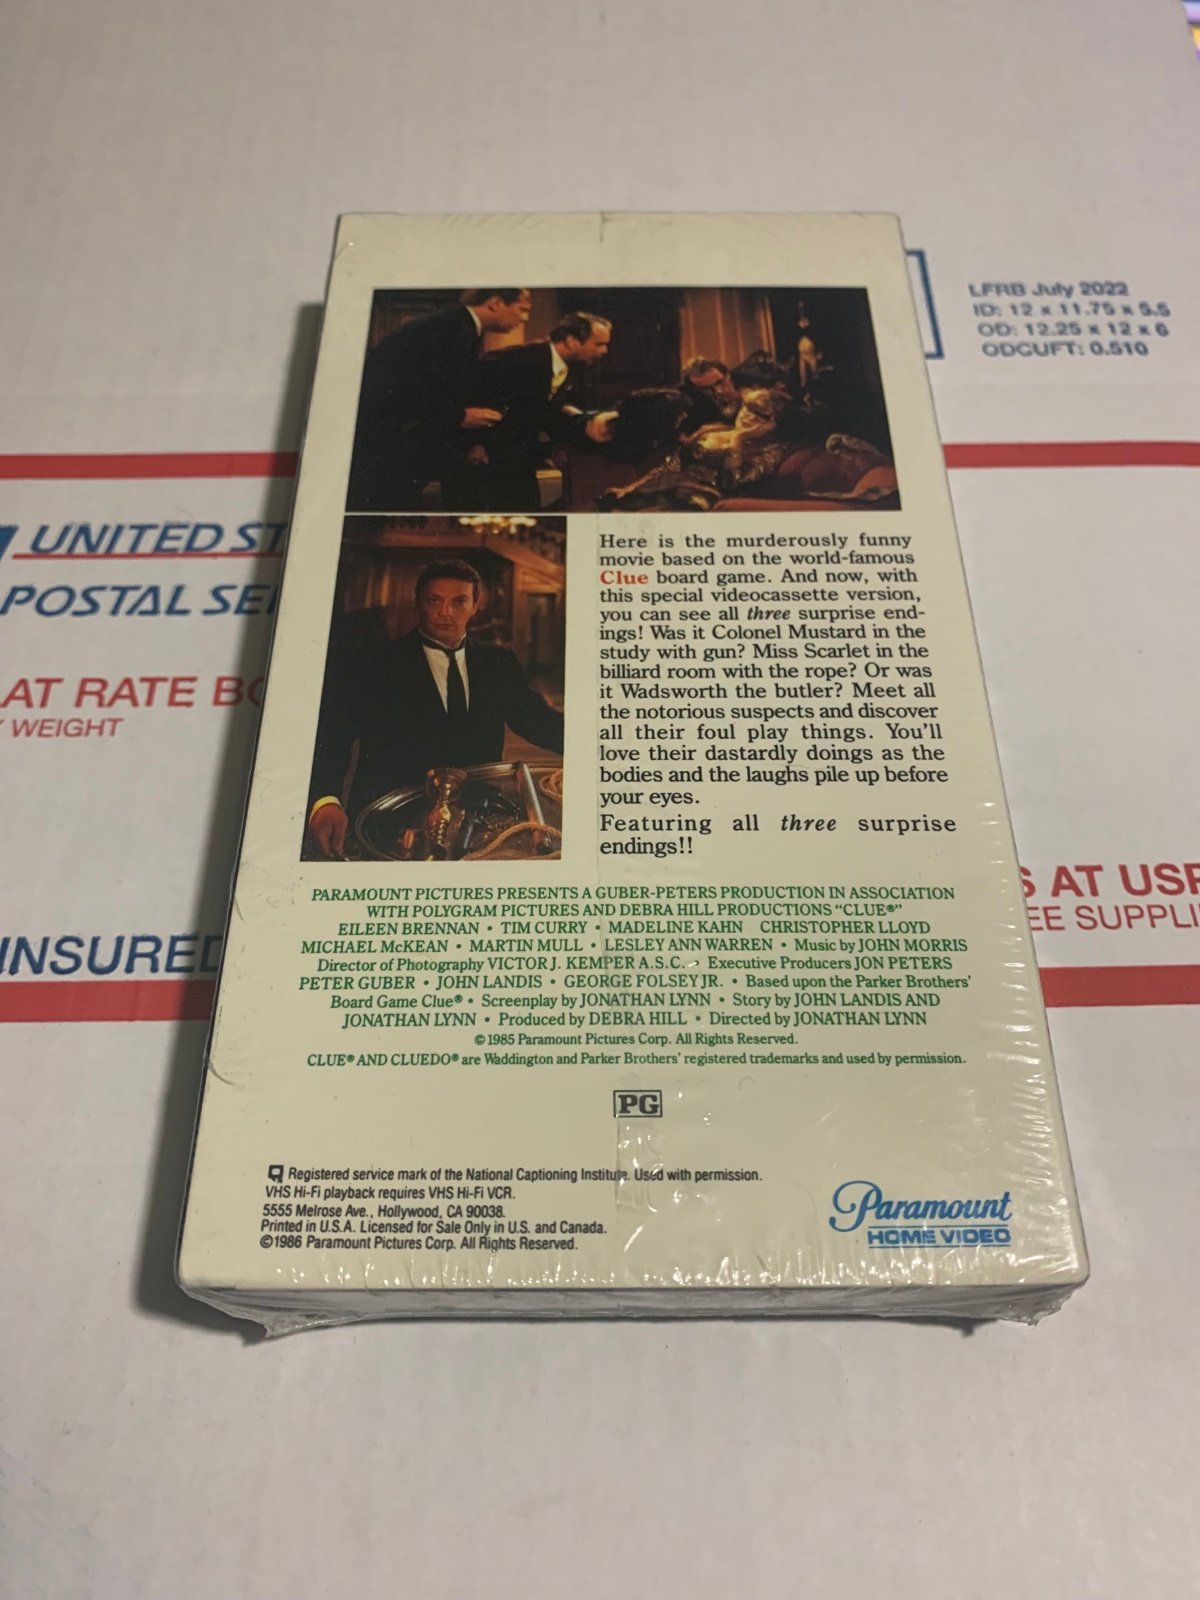 LFRB July 2022
ID: 12 x 11.75 x 5.5
OD: 12.25 x 12 x 6
ODCUFT: 0.510
UNITED ST
POSTAL SE
AT RATE BO
WEIGHT
INSURED
S AT USP
EE SUPPLI
Here is the murderously funny
movie based on the world-famous
Clue board game. And now, with
this special videocassette version,
you can see all three surprise end-
ings! Was it Colonel Mustard in the
study with gun? Miss Scarlet in the
billiard room with the rope? Or was
it Wadsworth the butler? Meet all
the notorious suspects and discover
all their foul play things. You'll
love their dastardly doings as the
bodies and the laughs pile up before
your eyes.
Featuring all three surprise
endings!!
PARAMOUNT PICTURES PRESENTS A GUBER-PETERS PRODUCTION IN ASSOCIATION
WITH POLYGRAM PICTURES AND DEBRA HILL PRODUCTIONS "CLUE®"
EILEEN BRENNAN • TIM CURRY • MADELINE KAHN CHRISTOPHER LLOYD
MICHAEL McKEAN • MARTIN MULL • LESLEY ANN WARREN • Music by JOHN MORRIS
Director of Photography VICTOR J. KEMPER A.S.C. • Executive Producers JON PETERS
PETER GUBER • JOHN LANDIS • GEORGE FOLSEY JR. • Based upon the Parker Brothers'
Board Game Clue® • Screenplay by JONATHAN LYNN • Story by JOHN LANDIS AND
JONATHAN LYNN • Produced by DEBRA HILL • Directed by JONATHAN LYNN
© 1985 Paramount Pictures Corp. All Rights Reserved.
CLUE® AND CLUEDO® are Waddington and Parker Brothers' registered trademarks and used by permission.
PG
Registered service mark of the National Captioning Institute. Used with permission.
VHS Hi-Fi playback requires VHS Hi-Fi VCR.
5555 Melrose Ave., Hollywood, CA 90038.
Printed in U.S.A. Licensed for Sale Only in U.S. and Canada.
©1986 Paramount Pictures Corp. All Rights Reserved.
Paramount
HOME VIDEO